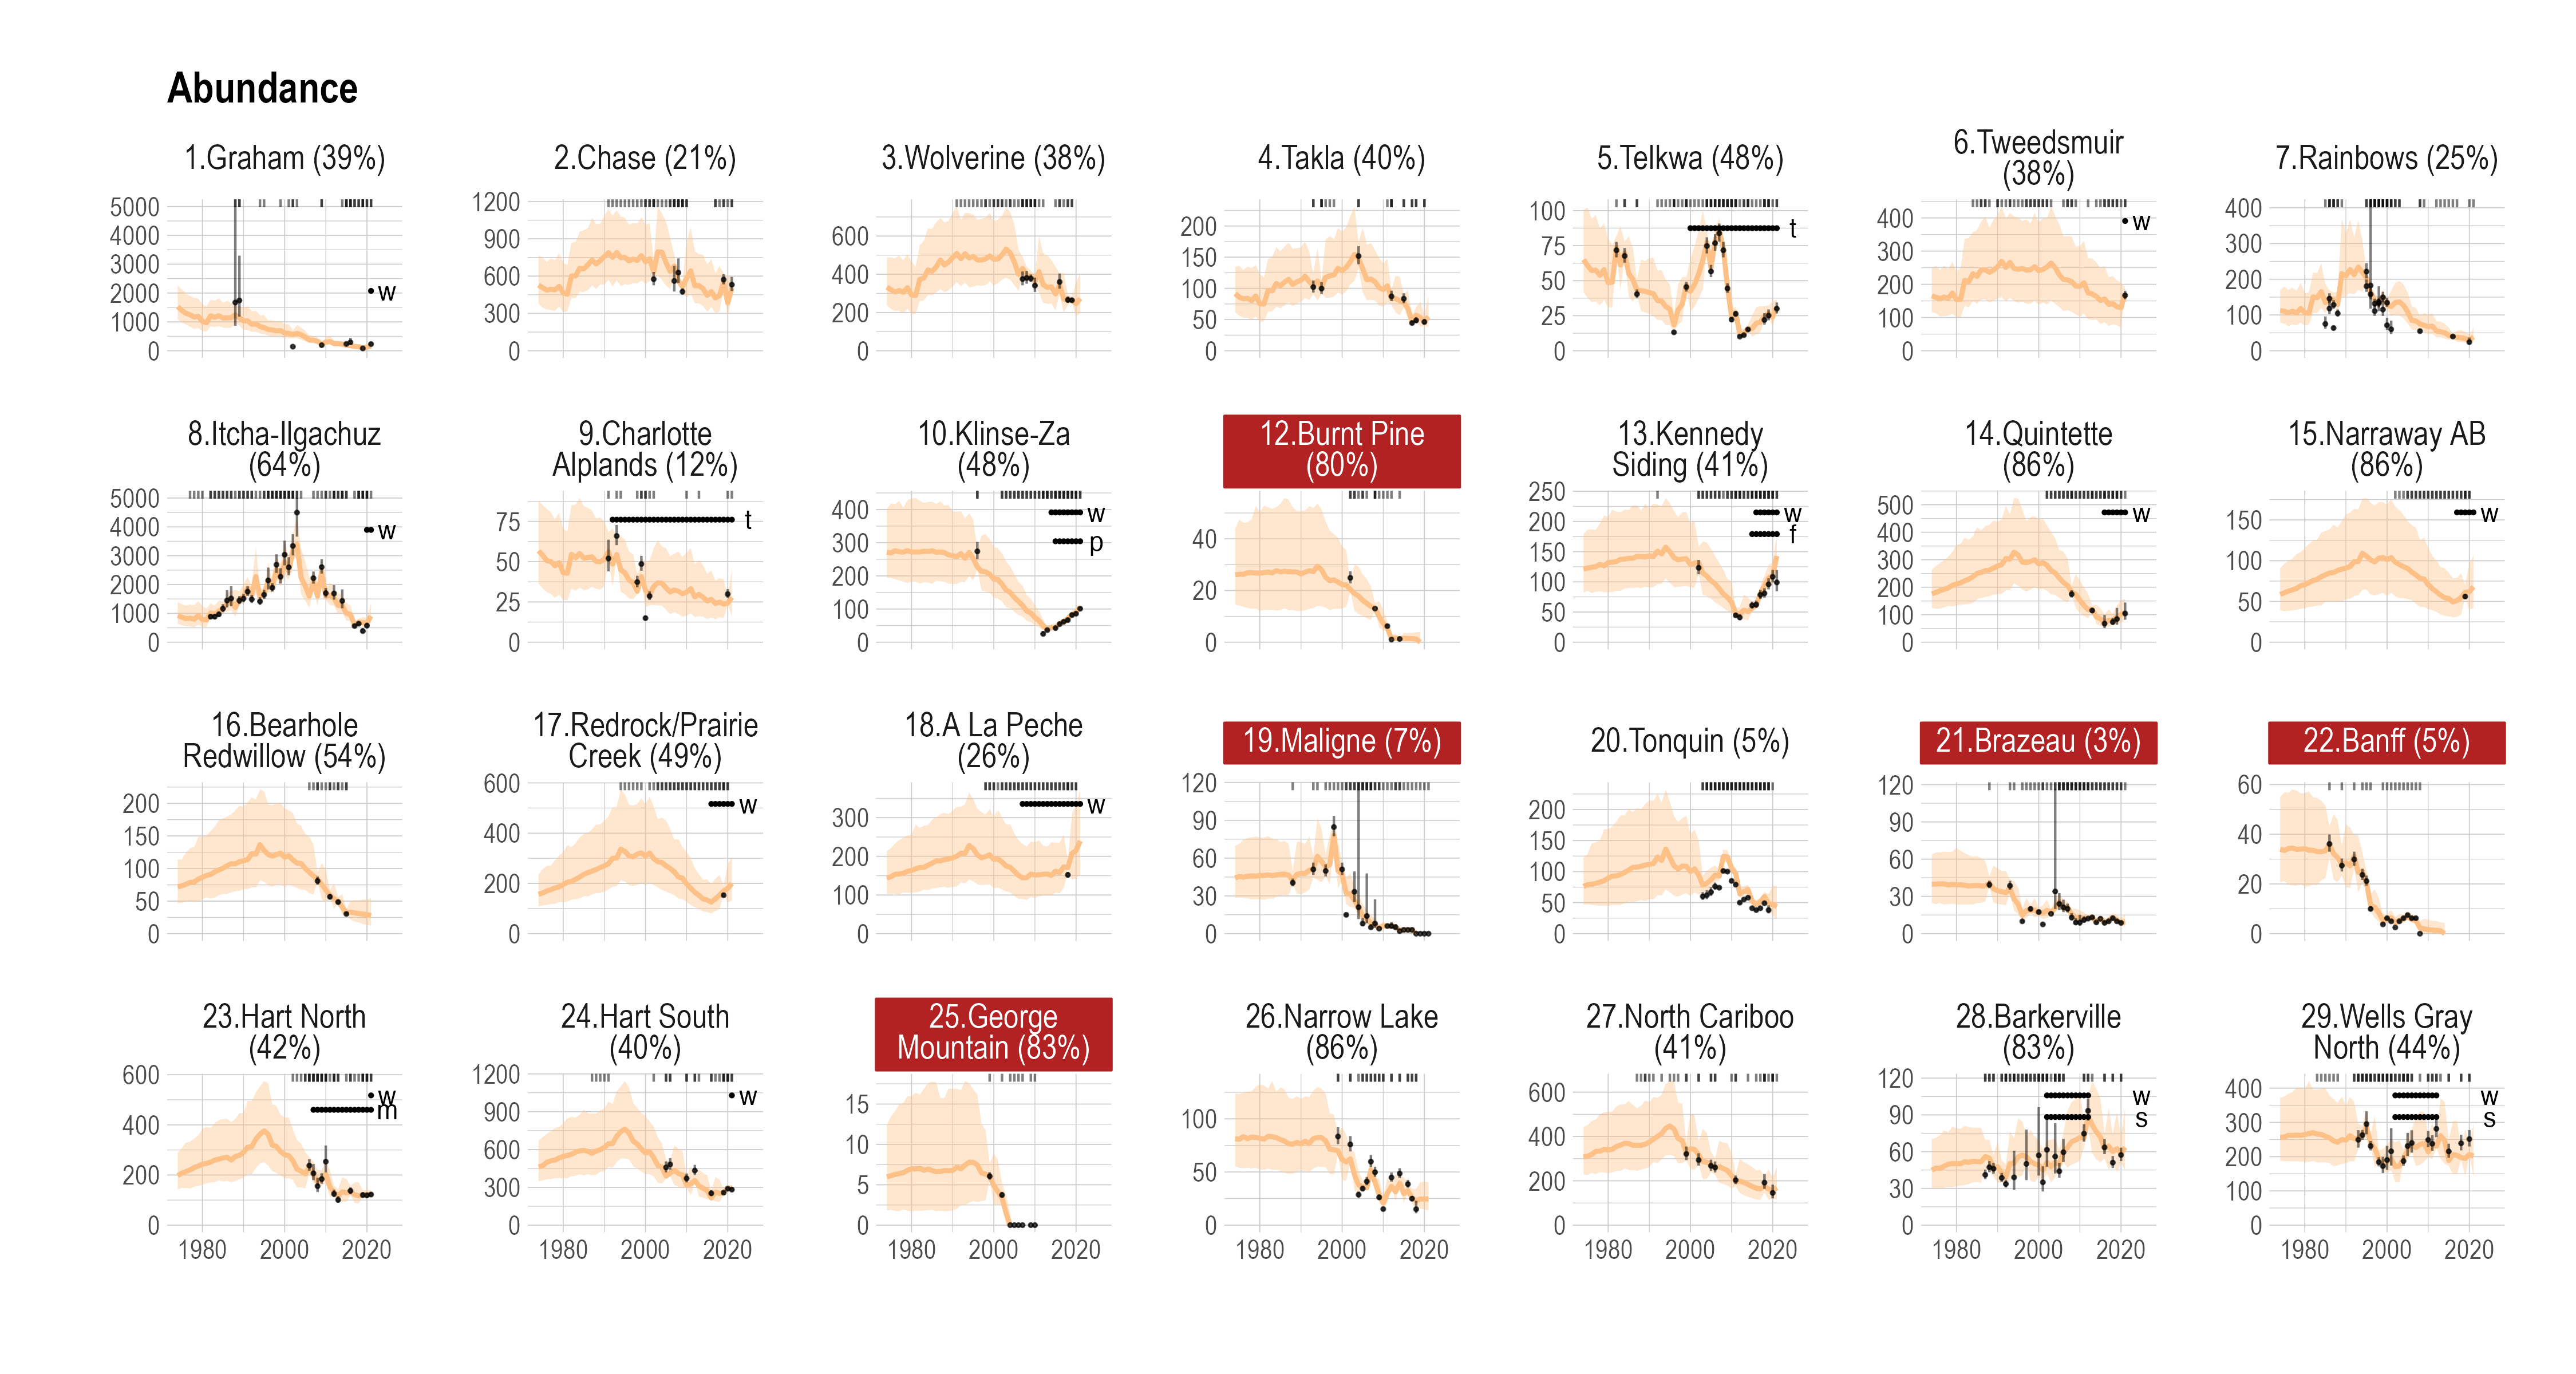 Abundance
1.Graham (39%)
5000
4000
3000
2000
1000
0
w
2.Chase (21%)
1200
900
600
300
0
3.Wolverine (38%)
600
400
200
0
4.Takla (40%)
200
150
100
50
0
5.Telkwa (48%)
100
75
50
25
0
t
6.Tweedsmuir
(38%)
400
300
200
100
0
w
7.Rainbows (25%)
400
300
200
100
0
8.Itcha-Ilgachuz
(64%)
5000
4000
3000
2000
1000
0
w
9.Charlotte
Alplands (12%)
75
50
25
0
t
10.Klinse-Za
(48%)
400
300
200
100
0
w
p
12.Burnt Pine
(80%)
40
20
0
13.Kennedy
Siding (41%)
250
200
150
100
50
0
w
f
14.Quintette
(86%)
500
400
300
200
100
0
w
15.Narraway AB
(86%)
150
100
50
0
w
16.Bearhole
Redwillow (54%)
200
150
100
50
0
17.Redrock/Prairie
Creek (49%)
600
400
200
0
w
18.A La Peche
(26%)
300
200
100
0
w
19.Maligne (7%)
120
90
60
30
0
20.Tonquin (5%)
200
150
100
50
0
21.Brazeau (3%)
120
90
60
30
0
22.Banff (5%)
60
40
20
0
23.Hart North
(42%)
600
400
200
0
w
m
1980 2000 2020
24.Hart South
(40%)
1200
900
600
300
0
w
1980 2000 2020
25.George
Mountain (83%)
15
10
5
0
1980 2000 2020
26.Narrow Lake
(86%)
100
50
0
1980 2000 2020
27.North Cariboo
(41%)
600
400
200
0
1980 2000 2020
28.Barkerville
(83%)
120
90
60
30
0
w
s
1980 2000 2020
29.Wells Gray
North (44%)
400
300
200
100
0
w
s
1980 2000 2020